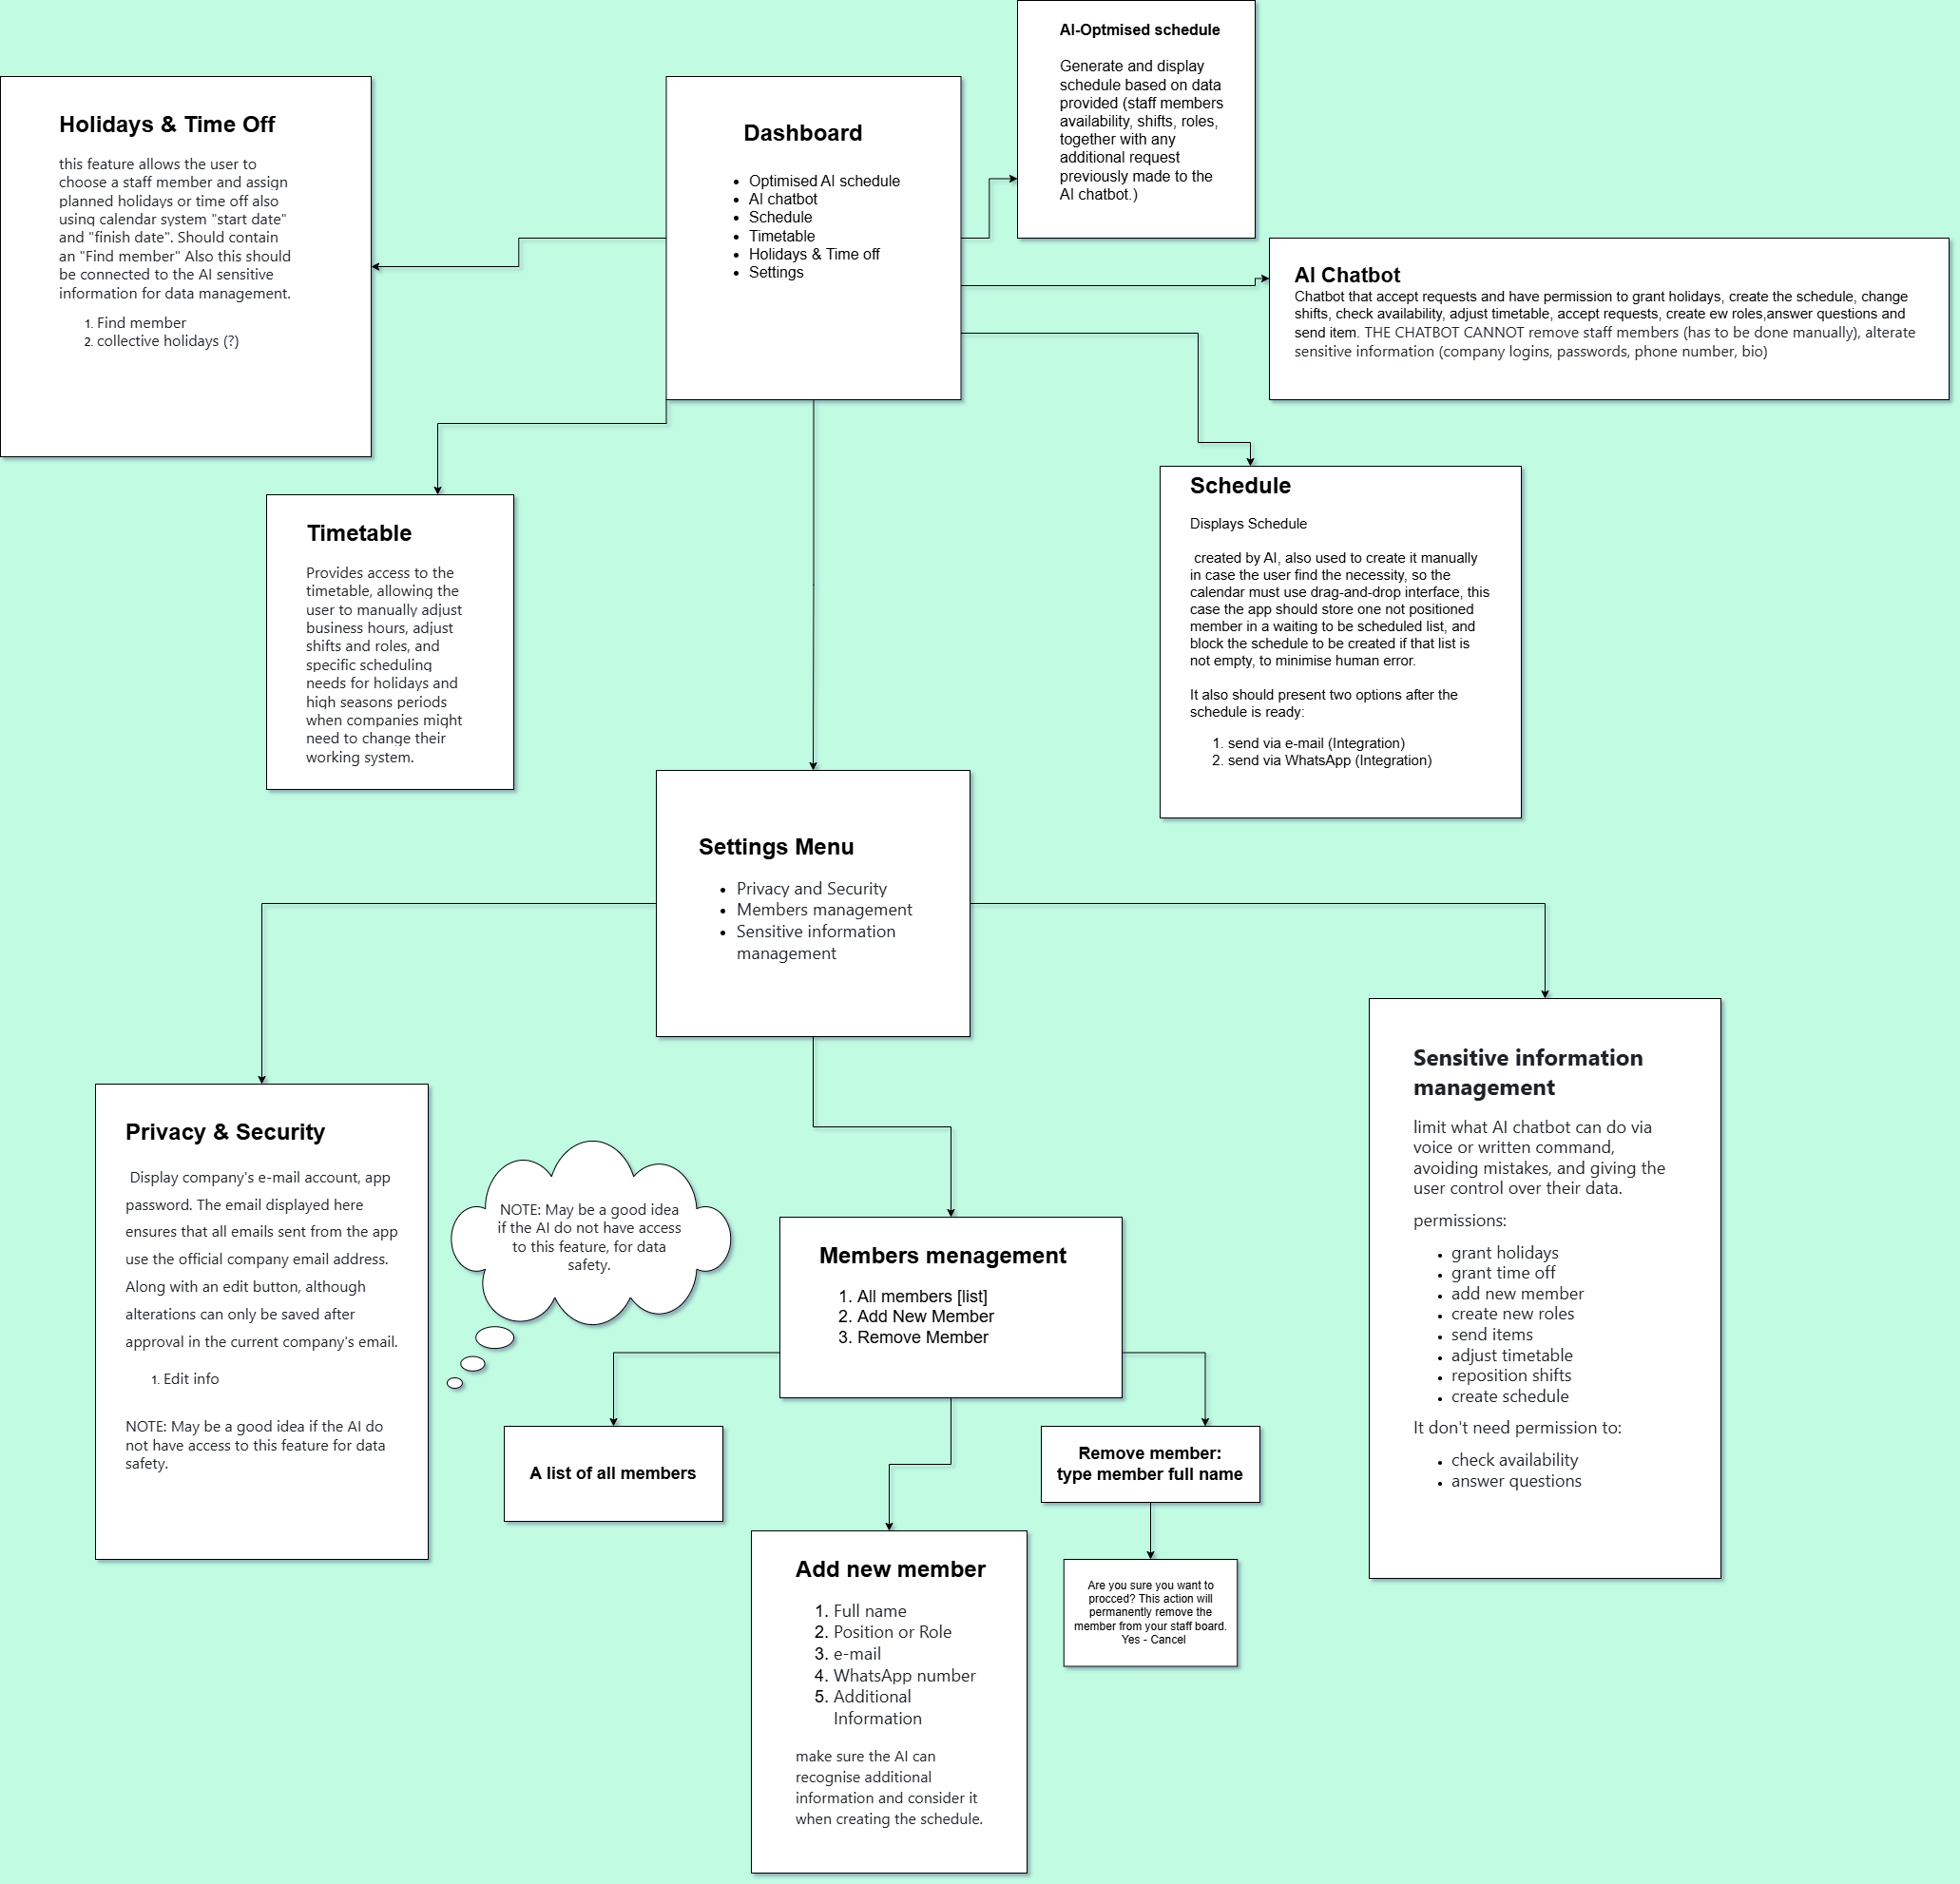 AI-Optmised schedule
Generate and display
schedule based on data
provided (staff members
availability, shifts, roles,
together with any
additional request
previously made to the
AI chatbot.)
Holidays & Time Off
this feature allows the user to
choose a staff member and assign
planned holidays or time off also
using calendar system "start date"
and "finish date". Should contain
an "Find member" Also this should
be connected to the AI sensitive
information for data management.
1. Find member
2. collective holidays (?)
Dashboard
• Optimised AI schedule
• AI chatbot
• Schedule
• Timetable
• Holidays & Time off
• Settings
AI Chatbot
Chatbot that accept requests and have permission to grant holidays, create the schedule, change
shifts, check availability, adjust timetable, accept requests, create ew roles,answer questions and
send item. THE CHATBOT CANNOT remove staff members (has to be done manually), alterate
sensitive information (company logins, passwords, phone number, bio)
Timetable
Provides access to the
timetable, allowing the
user to manually adjust
business hours, adjust
shifts and roles, and
specific scheduling
needs for holidays and
high seasons periods
when companies might
need to change their
working system.
Schedule
Displays Schedule
created by AI, also used to create it manually
in case the user find the necessity, so the
calendar must use drag-and-drop interface, this
case the app should store one not positioned
member in a waiting to be scheduled list, and
block the schedule to be created if that list is
not empty, to minimise human error.
It also should present two options after the
schedule is ready:
1. send via e-mail (Integration)
2. send via WhatsApp (Integration)
Settings Menu
• Privacy and Security
• Members management
• Sensitive information
management
Privacy & Security
Display company's e-mail account, app
password. The email displayed here
ensures that all emails sent from the app
use the official company email address.
Along with an edit button, although
alterations can only be saved after
approval in the current company's email.
1. Edit info
NOTE: May be a good idea if the AI do
not have access to this feature for data
safety.
NOTE: May be a good idea
if the AI do not have access
to this feature, for data
safety.
Members menagement
1. All members [list]
2. Add New Member
3. Remove Member
Sensitive information
management
limit what AI chatbot can do via
voice or written command,
avoiding mistakes, and giving the
user control over their data.
permissions:
• grant holidays
• grant time off
• add new member
• create new roles
• send items
• adjust timetable
• reposition shifts
• create schedule
It don't need permission to:
• check availability
• answer questions
A list of all members
Remove member:
type member full name
Add new member
1. Full name
2. Position or Role
3. e-mail
4. WhatsApp number
5. Additional
Information
make sure the AI can
recognise additional
information and consider it
when creating the schedule.
Are you sure you want to
procced? This action will
permanently remove the
member from your staff board.
Yes - Cancel